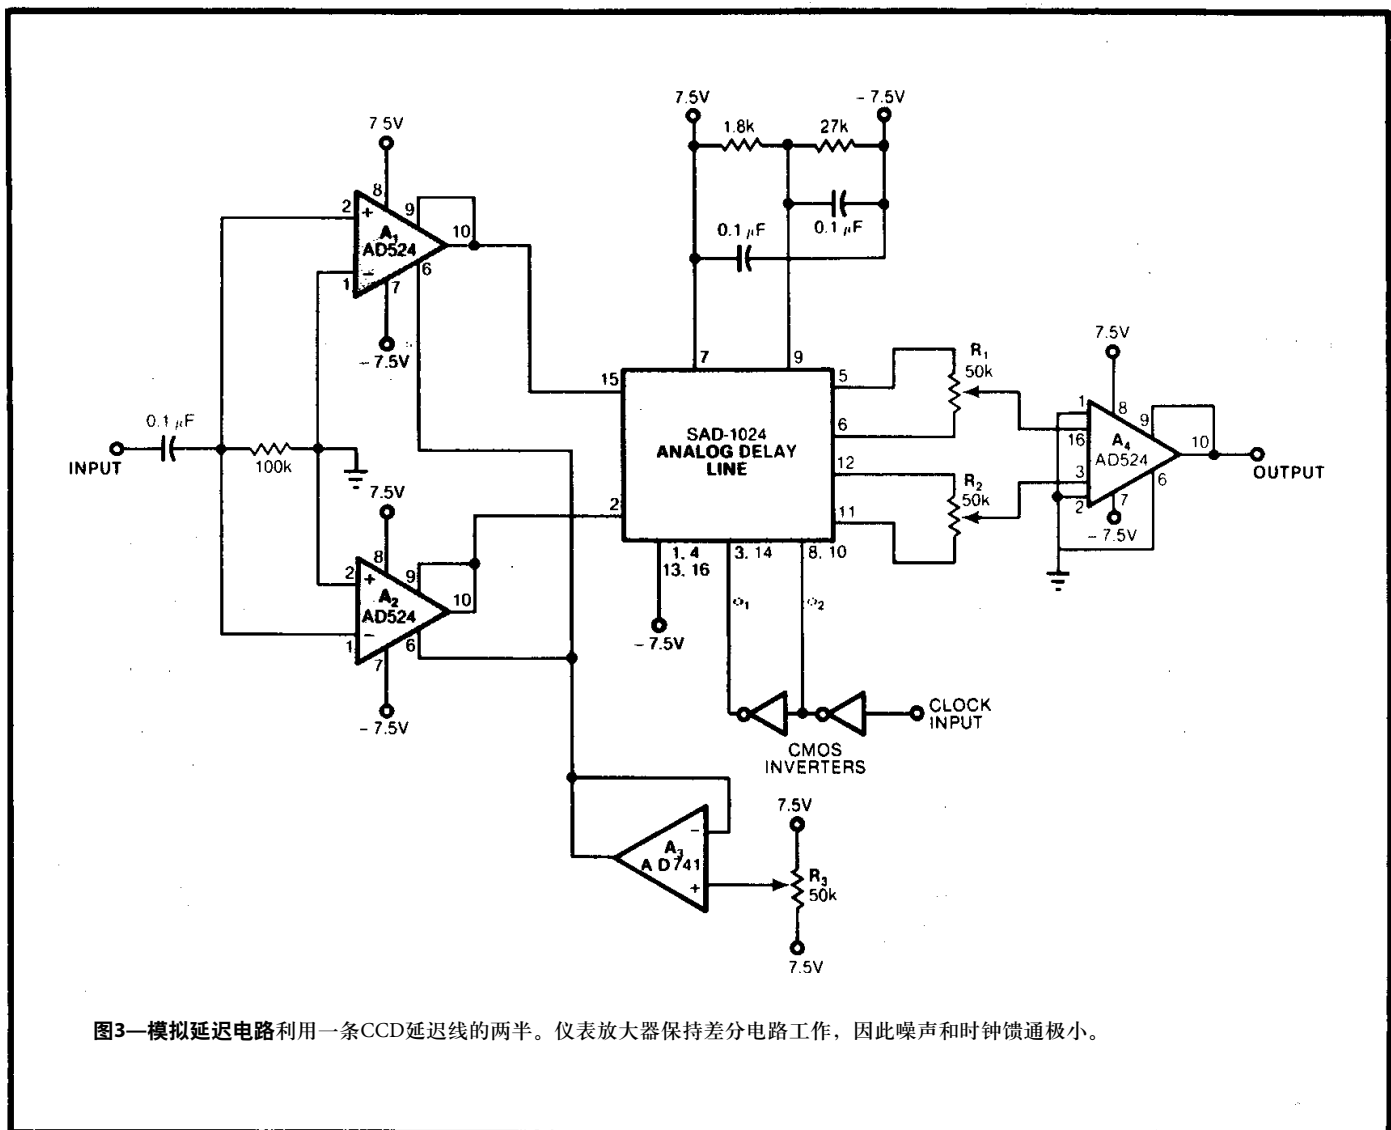 7.5V
- 7.5V
1.8k
27k
0.1 μF
0.1 μF
7 5V
8
2
+
9
A1
AD524
10
6
1
−
7
- 7.5V
0.1 μF
INPUT
100k
7.5V
8
2
+
9
A2
AD524
10
6
1
−
7
- 7.5V
7
9
15
2
SAD-1024
ANALOG DELAY
LINE
5
6
12
11
1, 4
13, 16
3. 14
8. 10
- 7.5V
Φ1
Φ2
R1
50k
R2
50k
7.5V
1
8
16
9
A4
AD524
10
3
6
2
7
- 7.5V
OUTPUT
CLOCK
INPUT
CMOS
INVERTERS
−
A3
A D741
+
7.5V
R3
50k
7.5V
图3—模拟延迟电路利用一条CCD延迟线的两半。仪表放大器保持差分电路工作，因此噪声和时钟馈通极小。